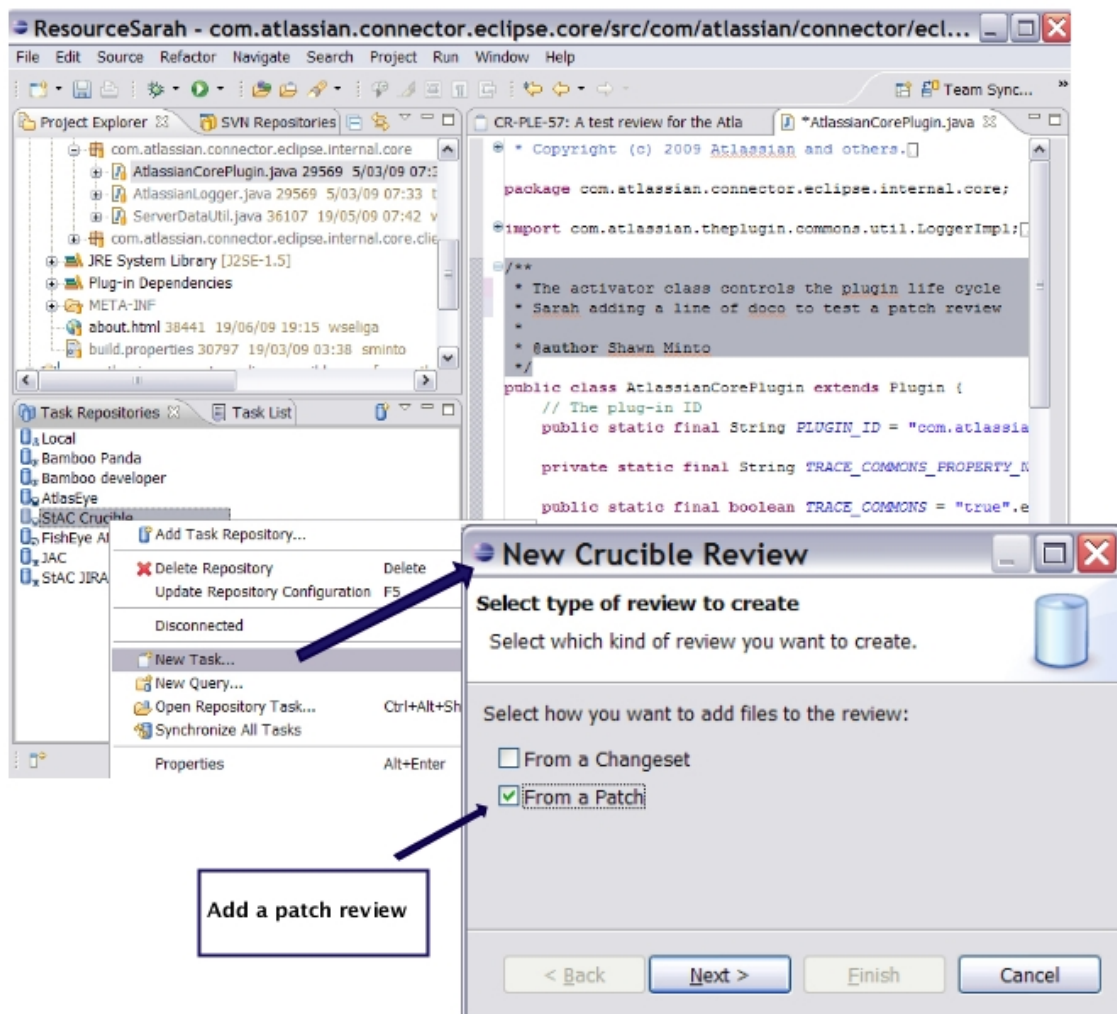 ResourceSarah - com.atlassian.connector.eclipse.core/src/com/atlassian/connector/ecl...
File Edit Source Refactor Navigate Search Project Run Window Help
Team Sync...
Project Explorer
SVN Repositories
com.atlassian.connector.eclipse.internal.core
AtlassianCorePlugin.java 29569 5/03/09 07:3
AtlassianLogger.java 29569 5/03/09 07:33 t
ServerDataUtil.java 36107 19/05/09 07:42
com.atlassian.connector.eclipse.internal.core.clie
JRE System Library [J2SE-1.5]
Plug-in Dependencies
META-INF
about.html 38441 19/06/09 19:15 wseliga
build.properties 30797 19/03/09 03:38 sminto
CR-PLE-57: A test review for the Atla
*AtlassianCorePlugin.java
* Copyright (c) 2009 Atlassian and others.
package com.atlassian.connector.eclipse.internal.core;
import com.atlassian.theplugin.commons.util.LoggerImpl;
/**
* The activator class controls the plugin life cycle
* Sarah adding a line of doco to test a patch review
*
* @author Shawn Minto
*/
public class AtlassianCorePlugin extends Plugin {
// The plug-in ID
public static final String PLUGIN_ID = "com.atlassia
private static final String TRACE_COMMONS_PROPERTY_N
public static final boolean TRACE_COMMONS = "true".e
Task Repositories
Task List
Local
Bamboo Panda
Bamboo developer
AtlasEye
StAC Crucible
FishEye
JAC
StAC JIRA
Add Task Repository...
Delete Repository Delete
Update Repository Configuration F5
Disconnected
New Task...
New Query...
Open Repository Task... Ctrl+Alt+Sh
Synchronize All Tasks
Properties Alt+Enter
New Crucible Review
Select type of review to create
Select which kind of review you want to create.
Select how you want to add files to the review:
From a Changeset
From a Patch
< Back Next > Finish Cancel
Add a patch review